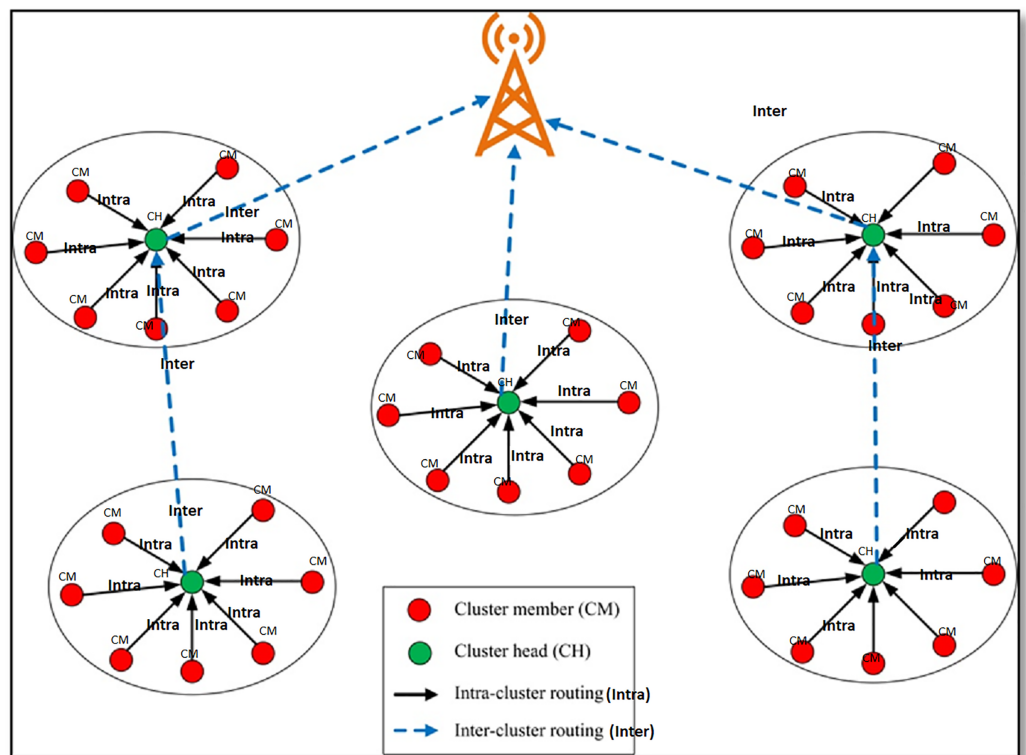 Inter
CM
CM
Intra
Intra
CH
Inter
CM
CM
Intra
Intra
Intra
Intra
Intra
CM
CM
CM
Inter
CM
CM
Intra
CH
Intra
CM
CM
Intra
Intra
Intra
Intra
CM
CM
Inter
Inter
CM
CM
Intra
Intra
CH
CM
Intra
CM
Intra
Intra
Intra
Intra
CM
CM
CM
CM
Inter
CM
Intra
Intra
CH
CM
CM
Intra
Intra
Intra
Intra
Intra
CM
CM
CM
CM
Intra
Intra
CH
CM
Intra
CM
Intra
Intra
CM
CM
CM
Cluster member (CM)
Cluster head (CH)
Intra-cluster routing (Intra)
Inter-cluster routing (Inter)